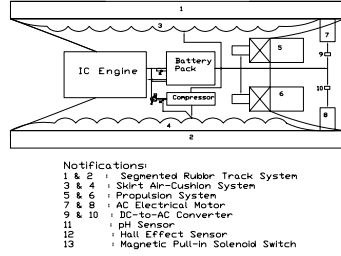 1
3
IC Engine
Battery
Pack
Compressor
5
6
7
9
10
8
4
2
Notifications:
1 & 2 : Segmented Rubbr Track System
3 & 4 : Skirt Air-Cushion System
5 & 6 : Propulsion System
7 & 8 : AC Electrical Motor
9 & 10 : DC-to-AC Converter
11 : pH Sensor
12 : Hall Effect Sensor
13 : Magnetic Pull-in Solenoid Switch